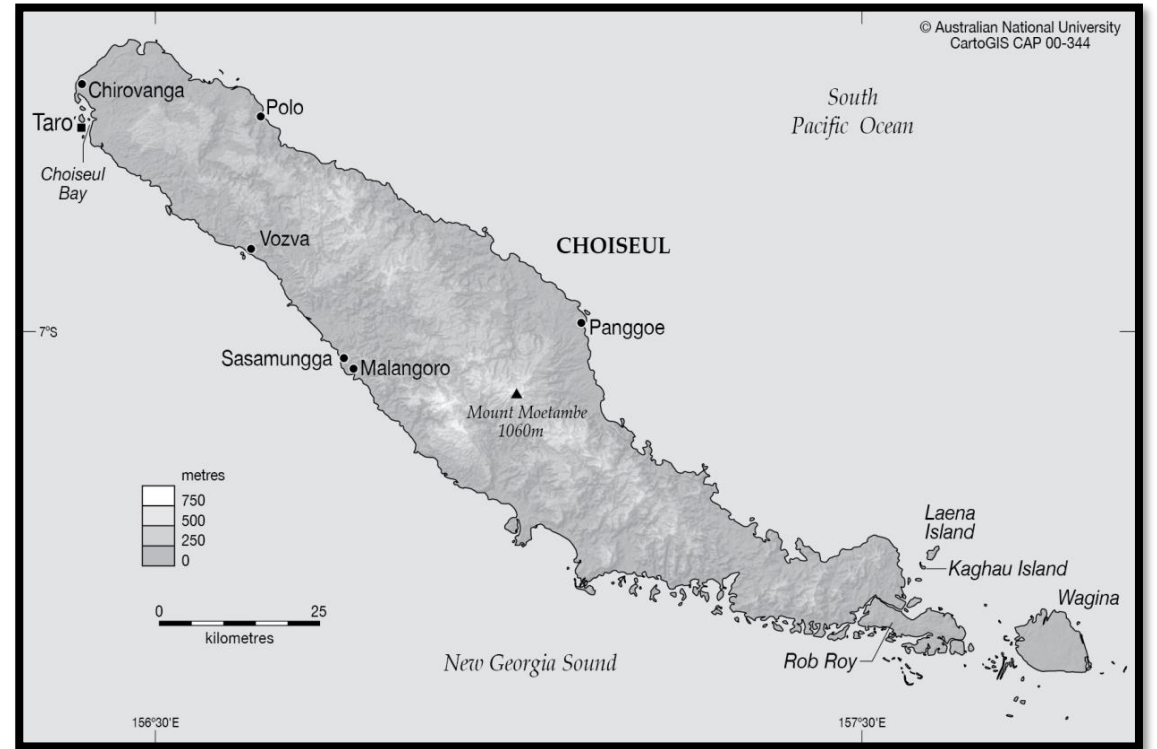 © Australian National University
CartoGIS CAP 00-344
Chirovanga
Polo
South
Pacific Ocean
Taro
Choiseul
Bay
Vozva
CHOISEUL
7°S
Panggoe
Sasamungga
Malangoro
Mount Moetambe
1060m
metres
750
500
250
0
Laena
Island
Kaghau Island
Wagina
0 25
kilometres
New Georgia Sound
Rob Roy
156°30'E
157°30'E